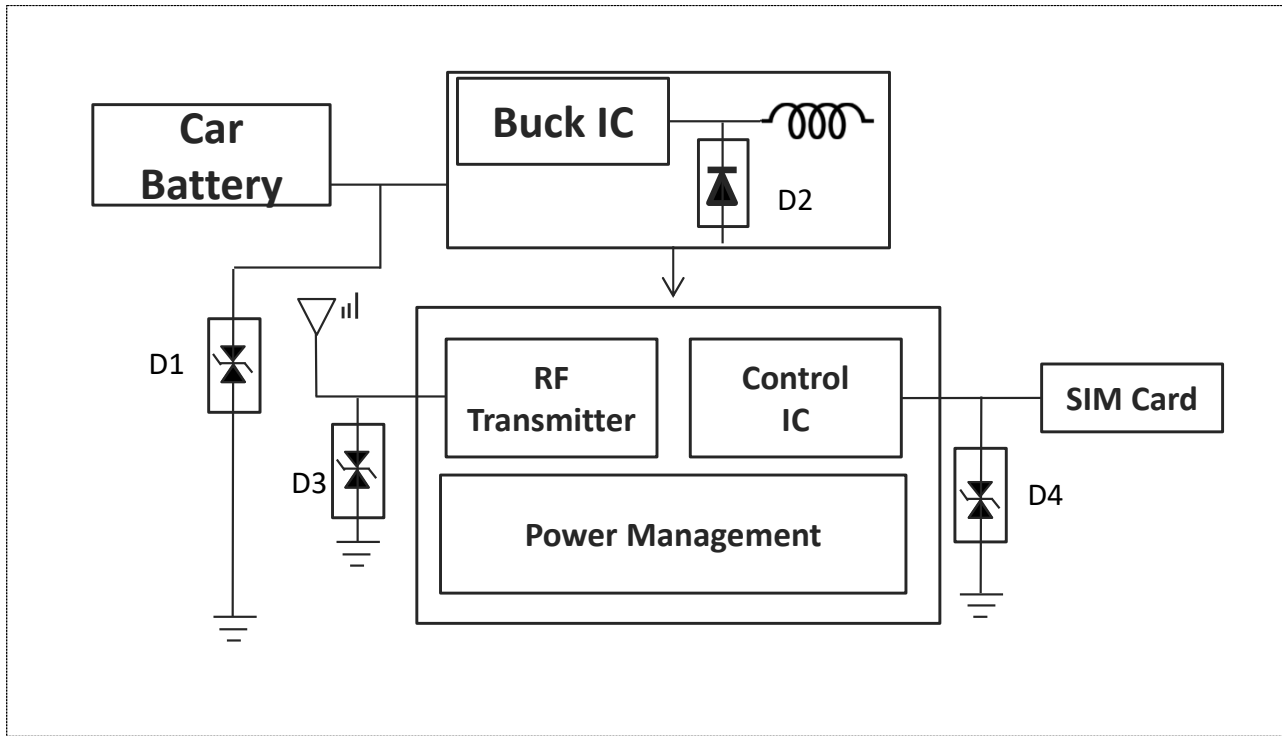 Car
Battery
Buck IC
D2
D1
RF
Transmitter
Control
IC
SIM Card
D3
D4
Power Management